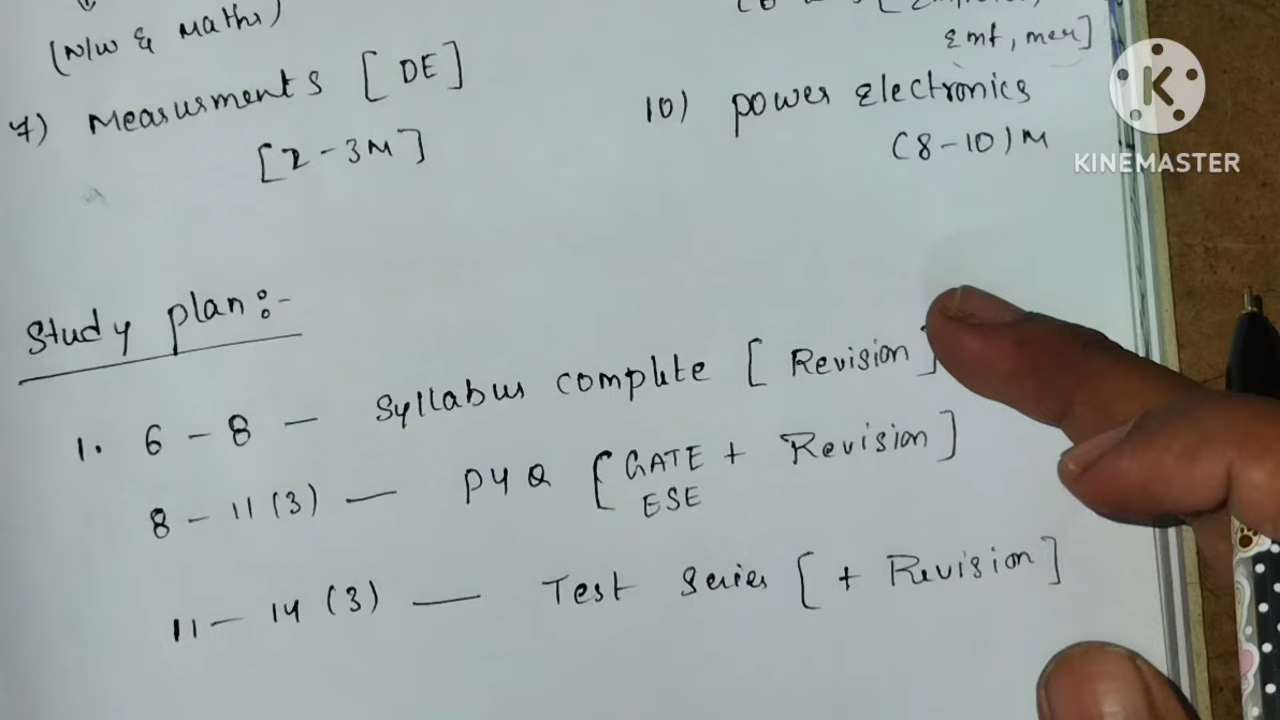 (N/W & Maths)
7) Measurments [DE]
[2-3M]
Emf, mer]
10) power Electronics
(8-10)M
K
KINEMASTER
Study plan:-
1. 6 - 8 - Syllabus complete [Revision]
8 - 11 (3) — PYQ [GATE + Revision]
ESE
11 - 14 (3) — Test Series [+ Revision]